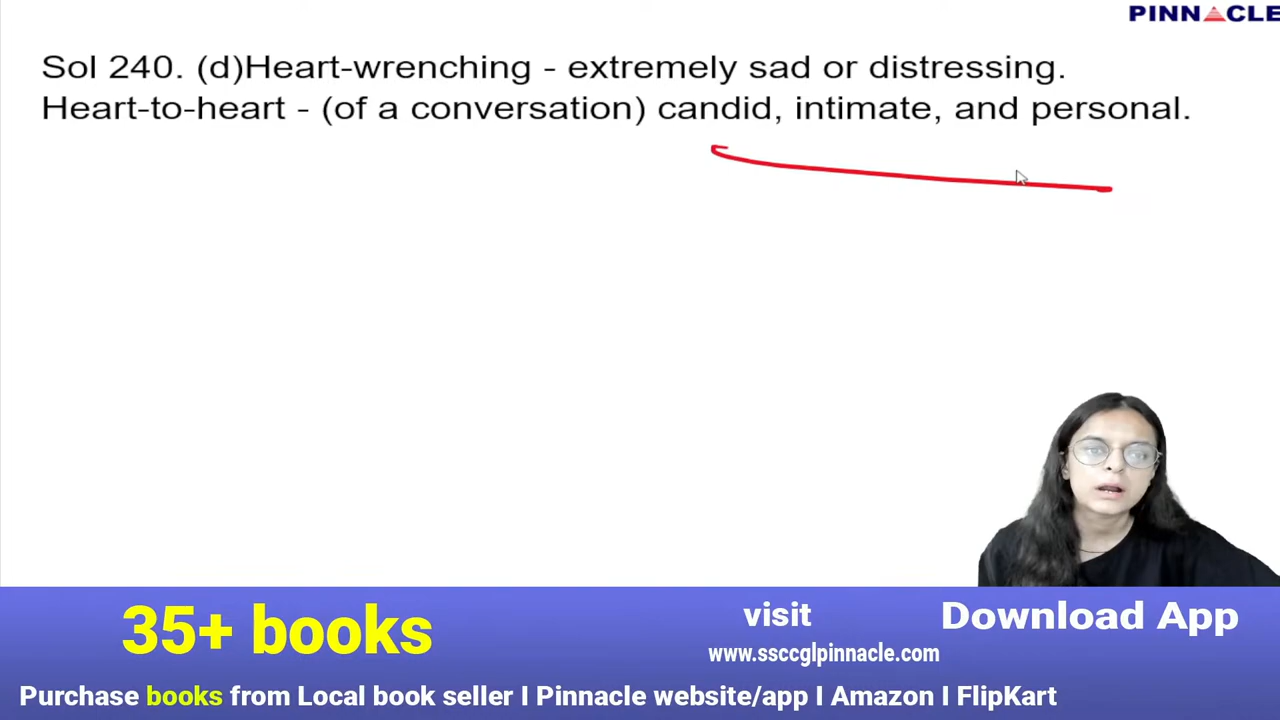 PINNACLE
Sol 240. (d)Heart-wrenching - extremely sad or distressing.
Heart-to-heart - (of a conversation) candid, intimate, and personal.
35+ books
visit
www.ssccglpinnacle.com
Download App
Purchase books from Local book seller I Pinnacle website/app I Amazon I FlipKart